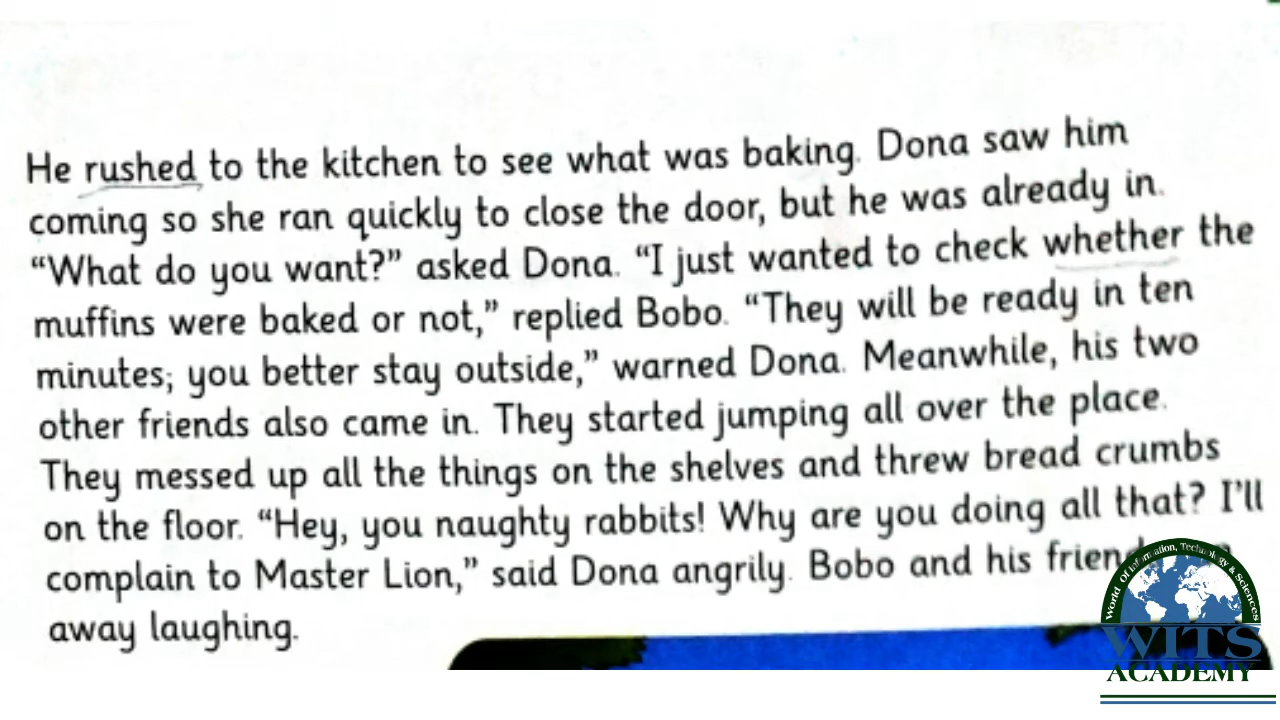 He rushed to the kitchen to see what was baking. Dona saw him
coming so she ran quickly to close the door, but he was already in.
“What do you want?” asked Dona. “I just wanted to check whether the
muffins were baked or not,” replied Bobo. “They will be ready in ten
minutes; you better stay outside,” warned Dona. Meanwhile, his two
other friends also came in. They started jumping all over the place.
They messed up all the things on the shelves and threw bread crumbs
on the floor. “Hey, you naughty rabbits! Why are you doing all that? I’ll
complain to Master Lion,” said Dona angrily. Bobo and his
away laughing.
World Of Information, Technology & Sciences
WITS
ACADEMY